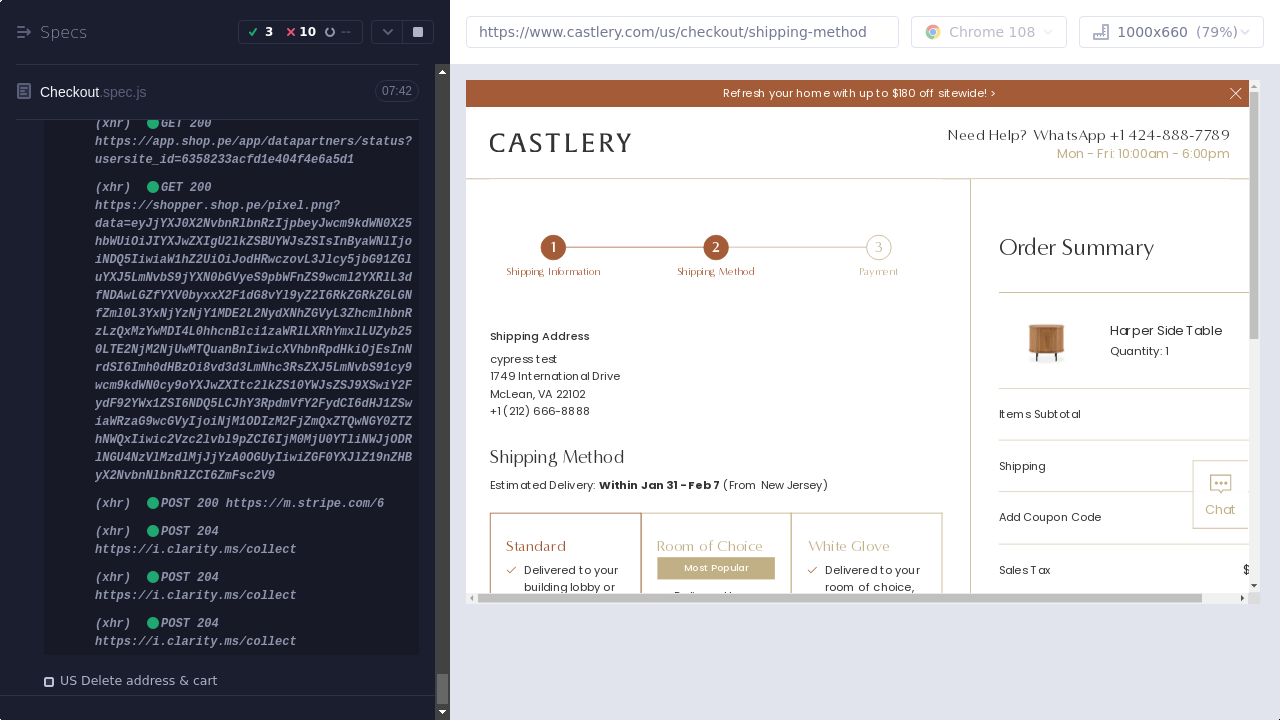 Specs
3
10
--
https://www.castlery.com/us/checkout/shipping-method
Chrome 108
1000x660 (79%)
Checkout.spec.js
07:42
(xhr) GET 200
https://app.shop.pe/app/datapartners/status?
usersite_id=6358233acfd1e404f4e6a5d1
(xhr) GET 200
https://shopper.shop.pe/pixel.png?
(xhr) POST 200 https://m.stripe.com/6
(xhr) POST 204
https://i.clarity.ms/collect
(xhr) POST 204
https://i.clarity.ms/collect
(xhr) POST 204
https://i.clarity.ms/collect
US Delete address & cart
Refresh your home with up to $180 off sitewide! >
CASTLERY
Need Help? WhatsApp +1 424-888-7789
Mon - Fri: 10:00am - 6:00pm
1
2
3
Shipping Information
Shipping Method
Payment
Shipping Address
cypress test
1749 International Drive
McLean, VA 22102
+1 (212) 666-8888
Shipping Method
Estimated Delivery: Within Jan 31 - Feb 7 (From New Jersey)
Standard
Delivered to your
building lobby or
Room of Choice
Most Popular
White Glove
Delivered to your
room of choice,
Order Summary
Harper Side Table
Quantity: 1
Items Subtotal
Shipping
Add Coupon Code
Sales Tax
$
Chat